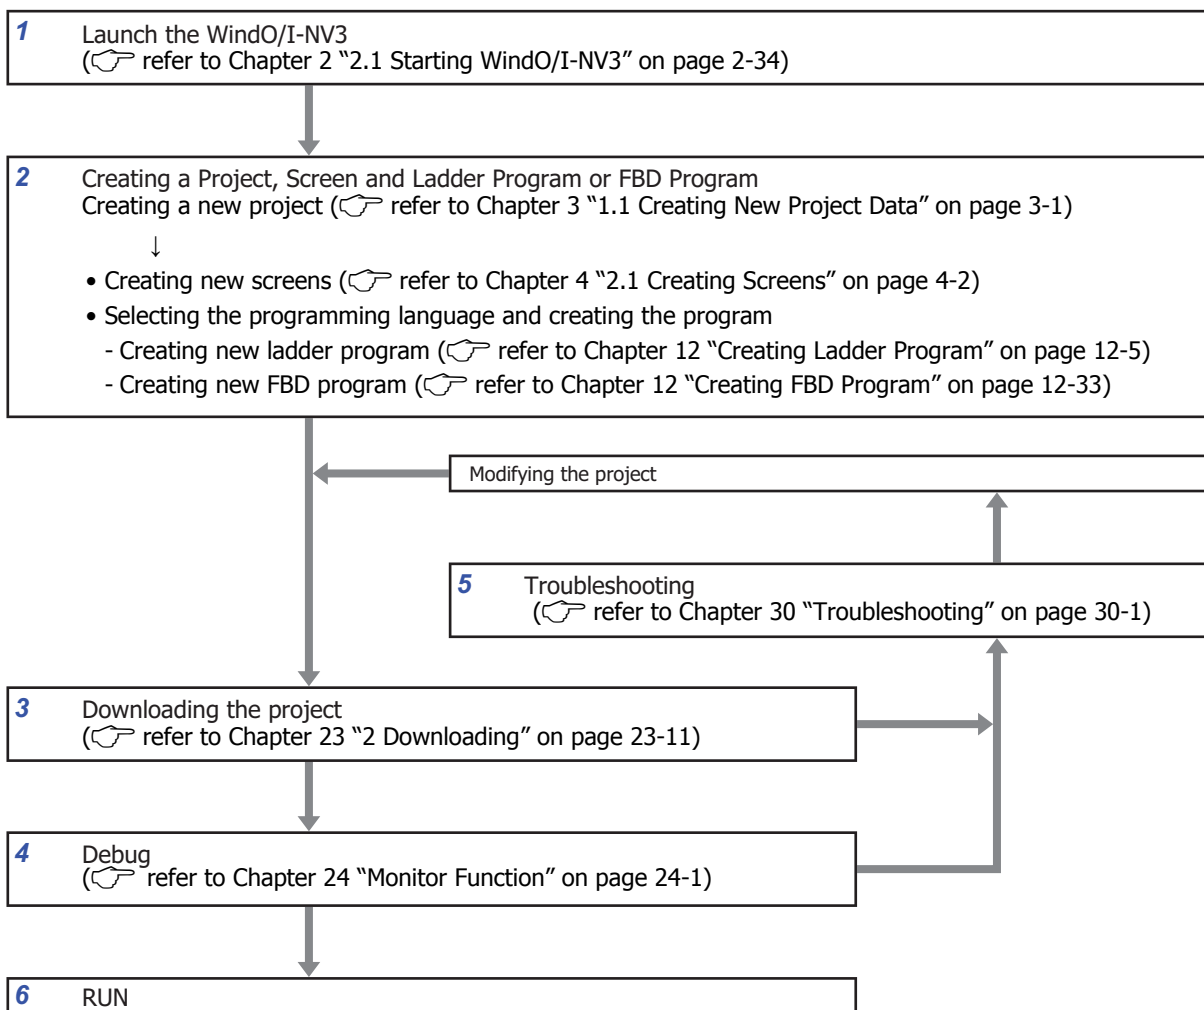 1 Launch the WindO/I-NV3
(☞ refer to Chapter 2 “2.1 Starting WindO/I-NV3” on page 2-34)
2 Creating a Project, Screen and Ladder Program or FBD Program
Creating a new project (☞ refer to Chapter 3 “1.1 Creating New Project Data” on page 3-1)
↓
• Creating new screens (☞ refer to Chapter 4 “2.1 Creating Screens” on page 4-2)
• Selecting the programming language and creating the program
- Creating new ladder program (☞ refer to Chapter 12 “Creating Ladder Program” on page 12-5)
- Creating new FBD program (☞ refer to Chapter 12 “Creating FBD Program” on page 12-33)
Modifying the project
5 Troubleshooting
(☞ refer to Chapter 30 “Troubleshooting” on page 30-1)
3 Downloading the project
(☞ refer to Chapter 23 “2 Downloading” on page 23-11)
4 Debug
(☞ refer to Chapter 24 “Monitor Function” on page 24-1)
6 RUN